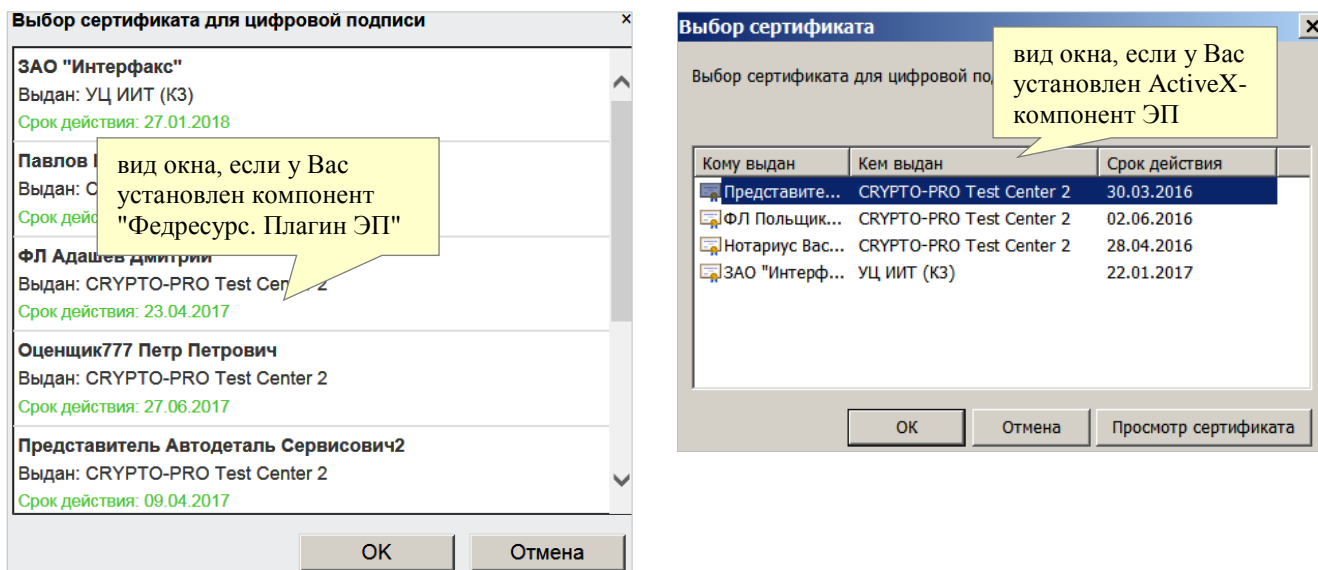 Выбор сертификата для цифровой подписи
ЗАО "Интерфакс"
Выдан: УЦ ИИТ (К3)
Срок действия: 27.01.2018
Павлов
Выдан:
Срок
вид окна, если у Вас
установлен компонент
"Федресурс. Плагин ЭП"
ФЛ Адашев Дмитрий
Выдан: CRYPTO-PRO Test Center 2
Срок действия: 23.04.2017
Оценщик777 Петр Петрович
Выдан: CRYPTO-PRO Test Center 2
Срок действия: 27.06.2017
Представитель Автодеталь Сервисович2
Выдан: CRYPTO-PRO Test Center 2
Срок действия: 09.04.2017
OK Отмена
Выбор сертификата
Выбор сертификата для цифровой
вид окна, если у Вас
установлен ActiveX-
компонент ЭП
Кому выдан Кем выдан Срок действия
Представите... CRYPTO-PRO Test Center 2 30.03.2016
ФЛ Польщик... CRYPTO-PRO Test Center 2 02.06.2016
Нотариус Вас... CRYPTO-PRO Test Center 2 28.04.2016
ЗАО "Интерф... УЦ ИИТ (К3) 22.01.2017
ОК Отмена Просмотр сертификата